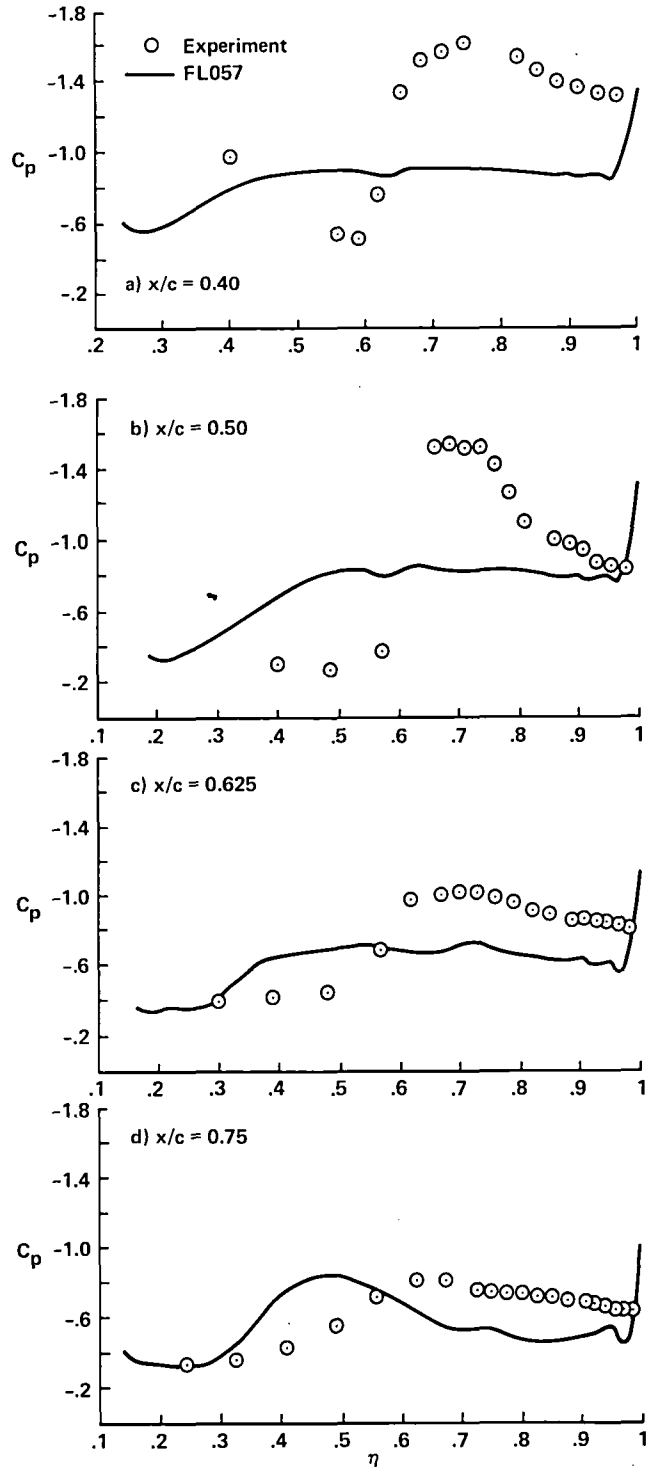 -1.8
-1.4
-1.0
-.6
-.2
Cp
Experiment
FL057
a) x/c = 0.40
.2 .3 .4 .5 .6 .7 .8 .9 1
-1.8
-1.4
-1.0
-.6
-.2
Cp
b) x/c = 0.50
.1 .2 .3 .4 .5 .6 .7 .8 .9 1
-1.8
-1.4
-1.0
-.6
-.2
Cp
c) x/c = 0.625
.1 .2 .3 .4 .5 .6 .7 .8 .9 1
-1.8
-1.4
-1.0
-.6
-.2
Cp
d) x/c = 0.75
.1 .2 .3 .4 .5 .6 .7 .8 .9 1
η